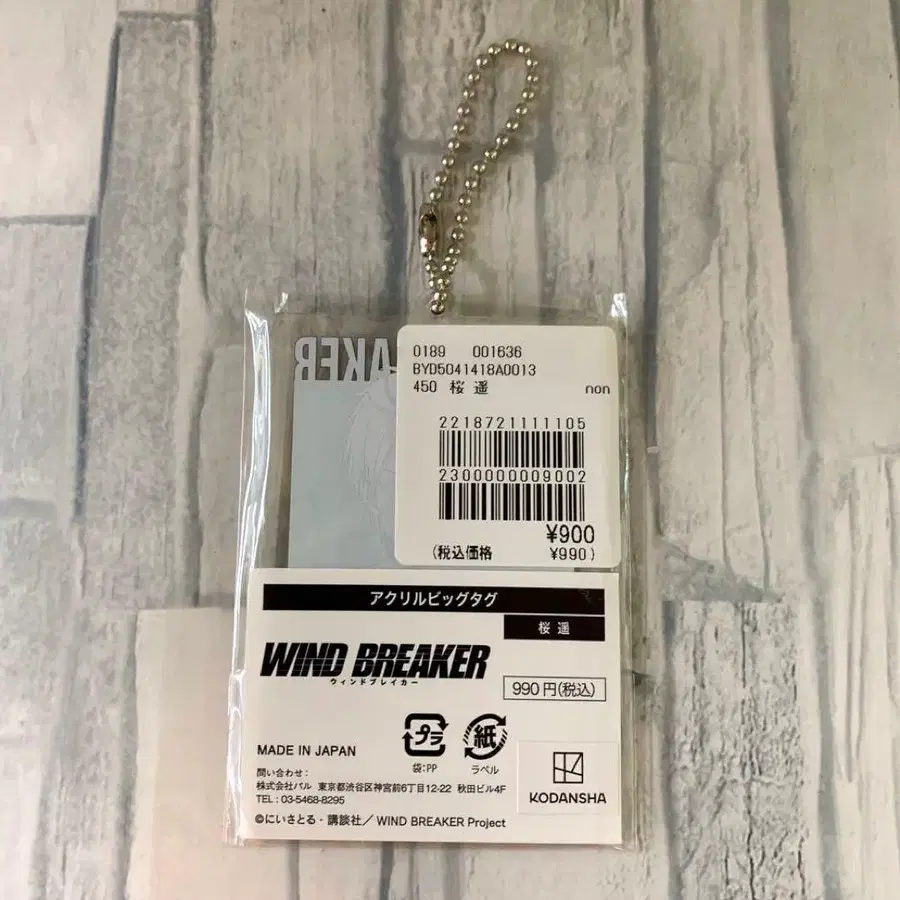 AKER
0189 001636
BYD5041418A0013
450 桜 遥 non
2218721111105
2300000009002
¥900
(税込価格 ¥990)
アクリルビッグタグ
桜 遥
WIND BREAKER
ウィンドブレイカー
990円(税込)
プラ 紙
袋:PP ラベル
MADE IN JAPAN
問い合わせ:
株式会社パル 東京都渋谷区神宮前6丁目12-22 秋田ビル4F
TEL : 03-5468-8295
KODANSHA
©にいさとる・講談社/ WIND BREAKER Project